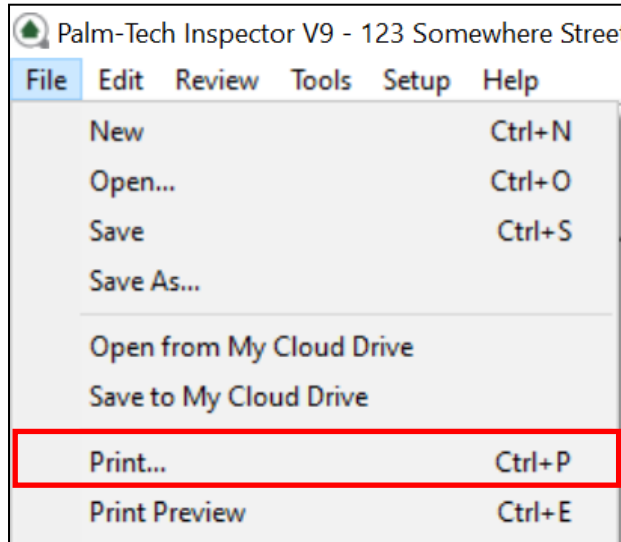 Palm-Tech Inspector V9 - 123 Somewhere Street
File Edit Review Tools Setup Help
New Ctrl+N
Open... Ctrl+O
Save Ctrl+S
Save As...
Open from My Cloud Drive
Save to My Cloud Drive
Print... Ctrl+P
Print Preview Ctrl+E